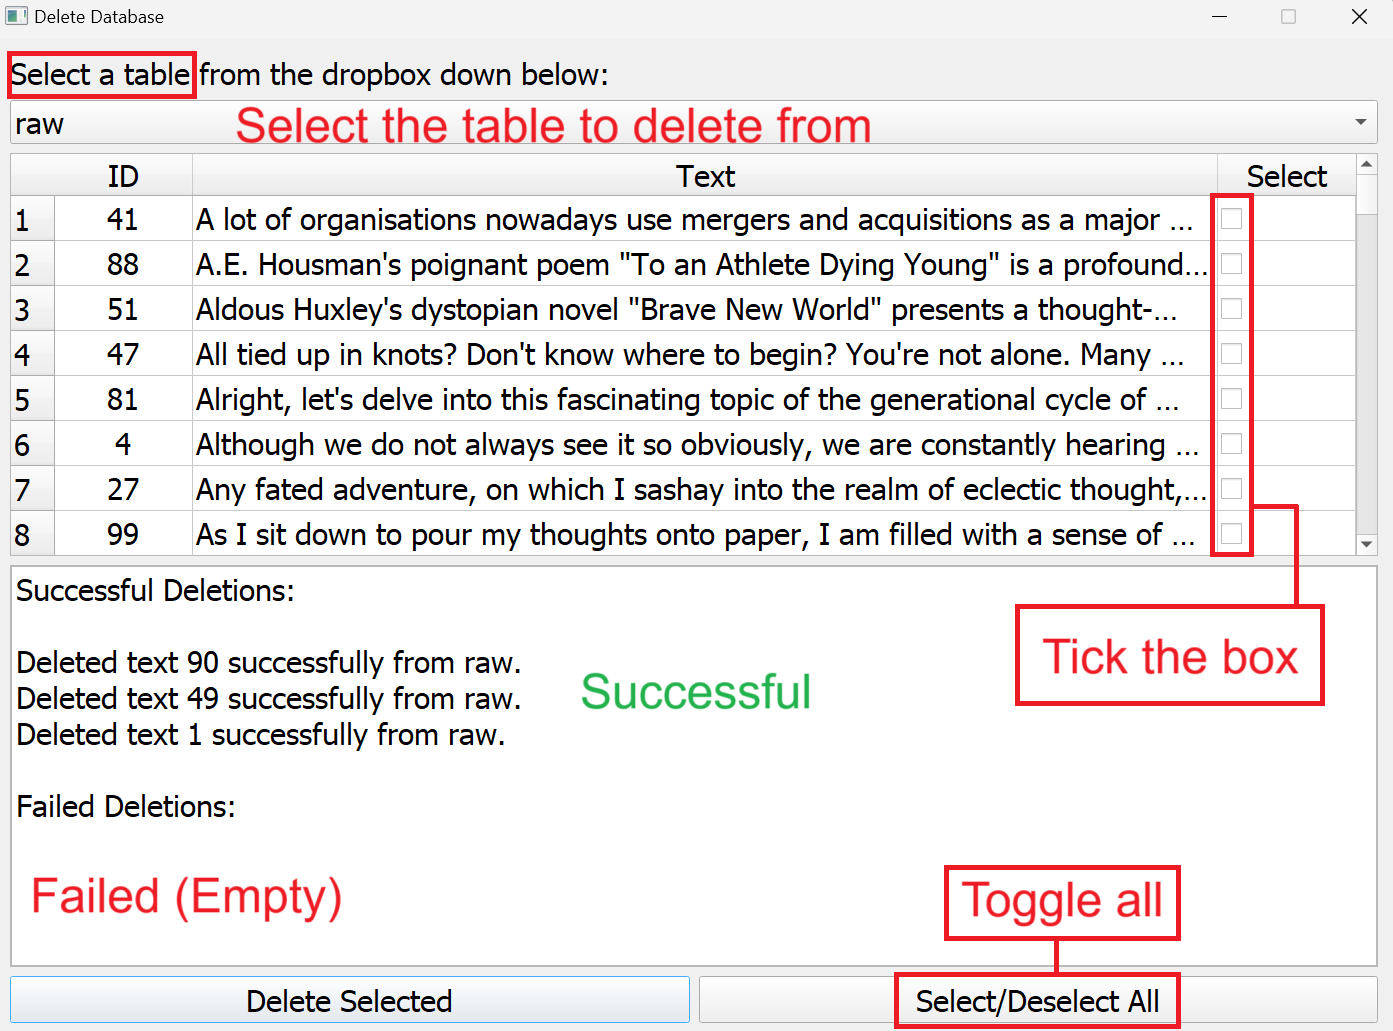 Delete Database
Select a table from the dropbox down below:
raw
Select the table to delete from
ID Text Select
1 41 A lot of organisations nowadays use mergers and acquisitions as a major ...
2 88 A.E. Housman's poignant poem "To an Athlete Dying Young" is a profound...
3 51 Aldous Huxley's dystopian novel "Brave New World" presents a thought-...
4 47 All tied up in knots? Don't know where to begin? You're not alone. Many ...
5 81 Alright, let's delve into this fascinating topic of the generational cycle of ...
6 4 Although we do not always see it so obviously, we are constantly hearing ...
7 27 Any fated adventure, on which I sashay into the realm of eclectic thought,...
8 99 As I sit down to pour my thoughts onto paper, I am filled with a sense of ...
Successful Deletions:
Tick the box
Deleted text 90 successfully from raw.
Deleted text 49 successfully from raw.
Successful
Deleted text 1 successfully from raw.
Failed Deletions:
Failed (Empty)
Toggle all
Delete Selected
Select/Deselect All